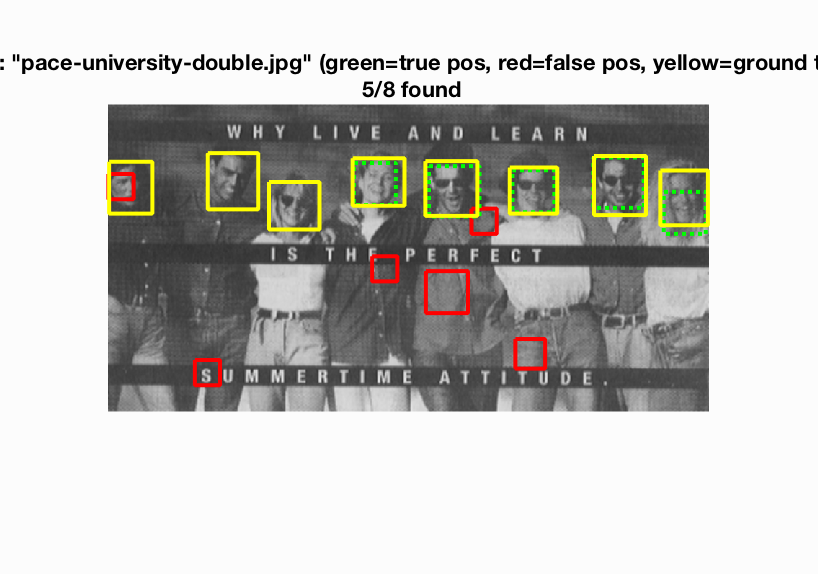 : "pace-university-double.jpg" (green=true pos, red=false pos, yellow=ground t
5/8 found
WHY LIVE AND LEARN
IS THE PERFECT
SUMMERTIME ATTITUDE.